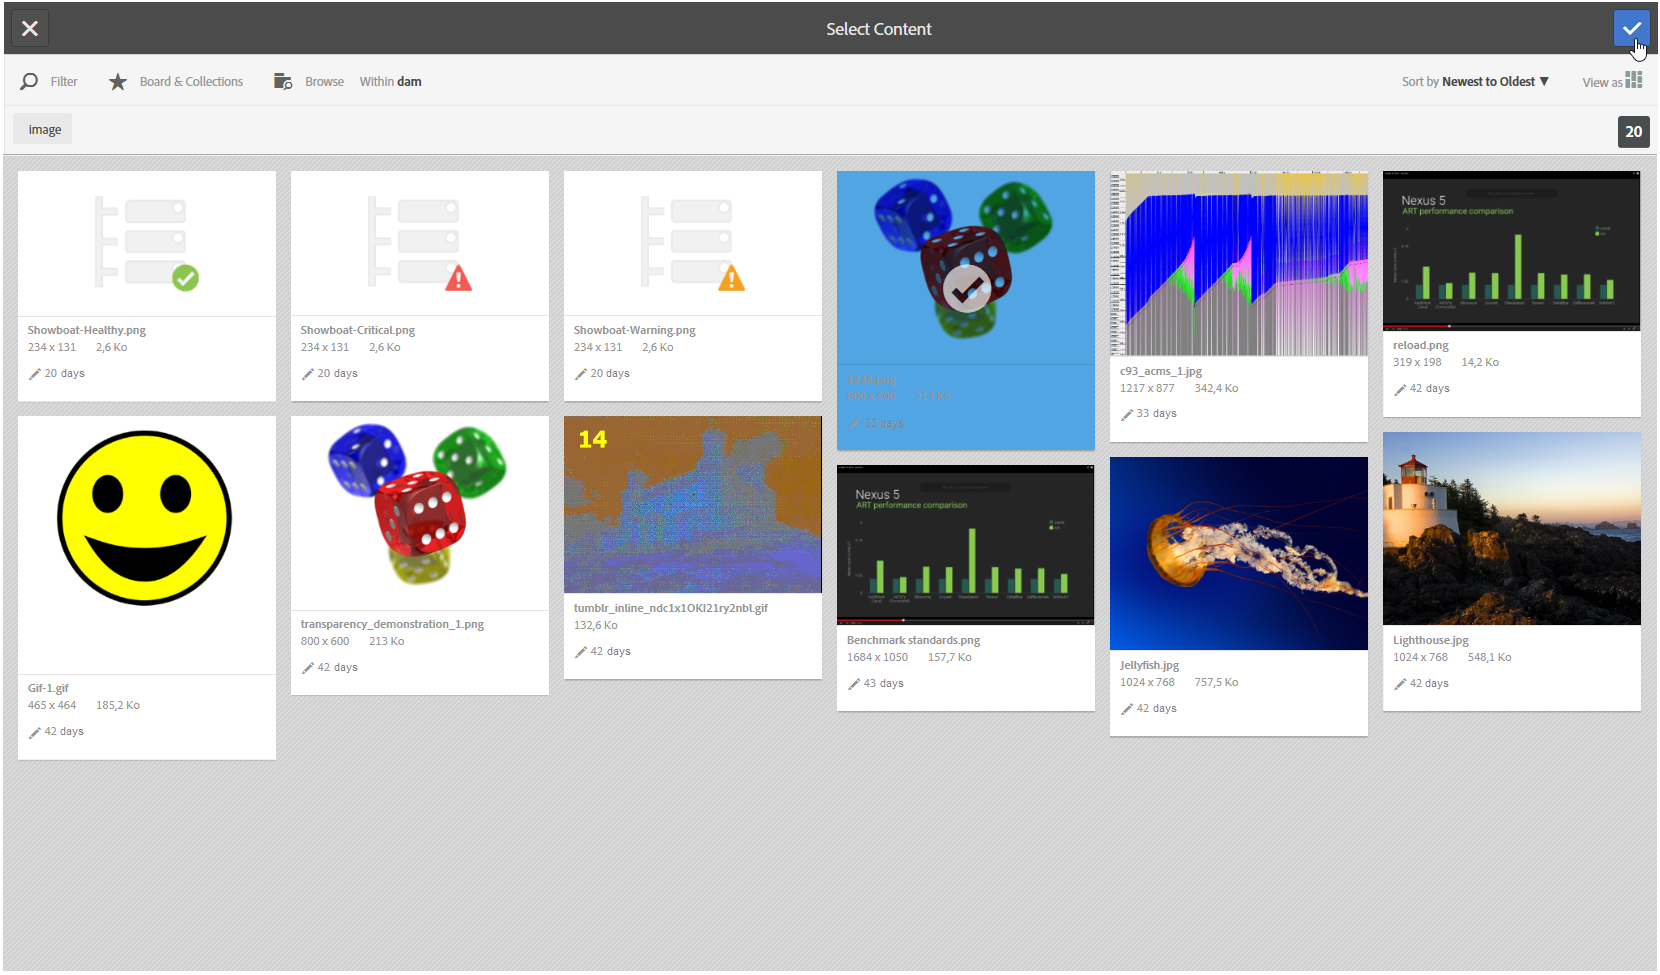 Select Content
Filter
Board & Collections
Browse
Within dam
Sort by Newest to Oldest ▼
View as
image
20
Showboat-Healthy.png
234 x 131 2,6 Ko
20 days
Showboat-Critical.png
234 x 131 2,6 Ko
20 days
Showboat-Warning.png
234 x 131 2,6 Ko
20 days
1234.png
800 x 600 213 Ko
33 days
c93_acms_1.jpg
1217 x 877 342,4 Ko
33 days
Nexus 5
ART performance comparison
reload.png
319 x 198 14,2 Ko
42 days
Gif-1.gif
465 x 464 185,2 Ko
42 days
transparency_demonstration_1.png
800 x 600 213 Ko
42 days
14
tumblr_inline_ndc1x1OKI21ry2nbl.gif
132,6 Ko
42 days
Nexus 5
ART performance comparison
Benchmark standards.png
1684 x 1050 157,7 Ko
43 days
Jellyfish.jpg
1024 x 768 757,5 Ko
42 days
Lighthouse.jpg
1024 x 768 548,1 Ko
42 days